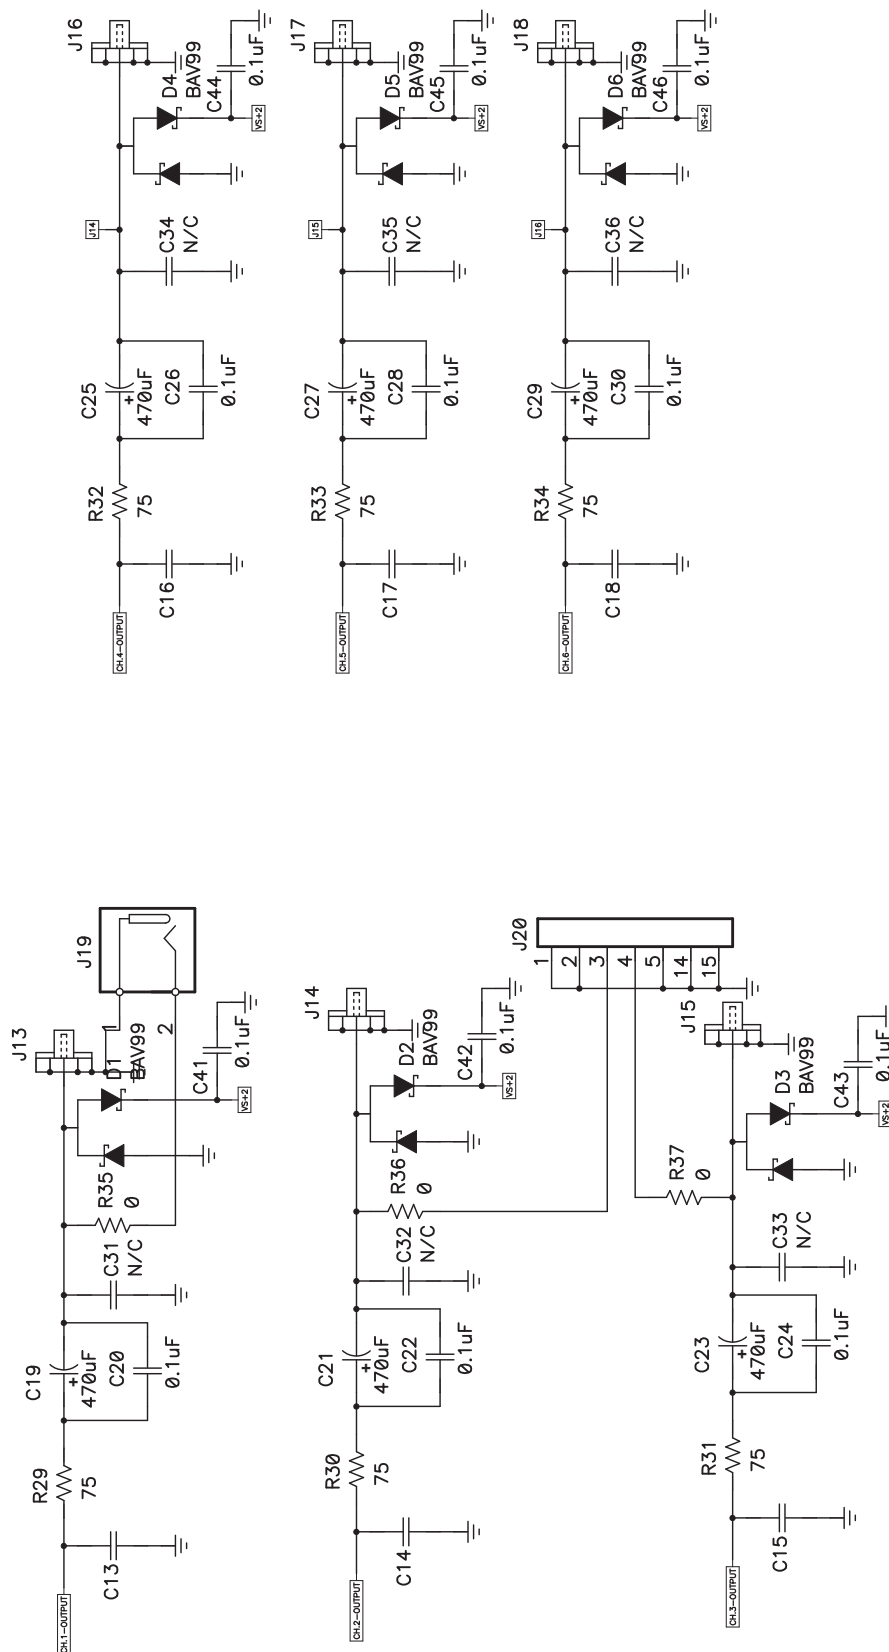 J16
D4
BAV99
C44
0.1uF
VS+2
J14
C34
N/C
C25
+
470uF
C26
0.1uF
R32
75
C16
CH.4-OUTPUT
J17
D5
BAV99
C45
0.1uF
VS+2
J15
C35
N/C
C27
+
470uF
C28
0.1uF
R33
75
C17
CH.5-OUTPUT
J18
D6
BAV99
C46
0.1uF
VS+2
J16
C36
N/C
C29
+
470uF
C30
0.1uF
R34
75
C18
CH.6-OUTPUT
J19
1
2
J13
D1
BAV99
C41
0.1uF
VS+2
R35
0
C31
N/C
C19
+
470uF
C20
0.1uF
R29
75
C13
CH.1-OUTPUT
J14
D2
BAV99
C42
0.1uF
VS+2
R36
0
C32
N/C
C21
+
470uF
C22
0.1uF
R30
75
C14
CH.2-OUTPUT
J20
1
2
3
4
5
14
15
J15
D3
BAV99
C43
0.1uF
VS+2
R37
0
C33
N/C
C23
+
470uF
C24
0.1uF
R31
75
C15
CH.3-OUTPUT